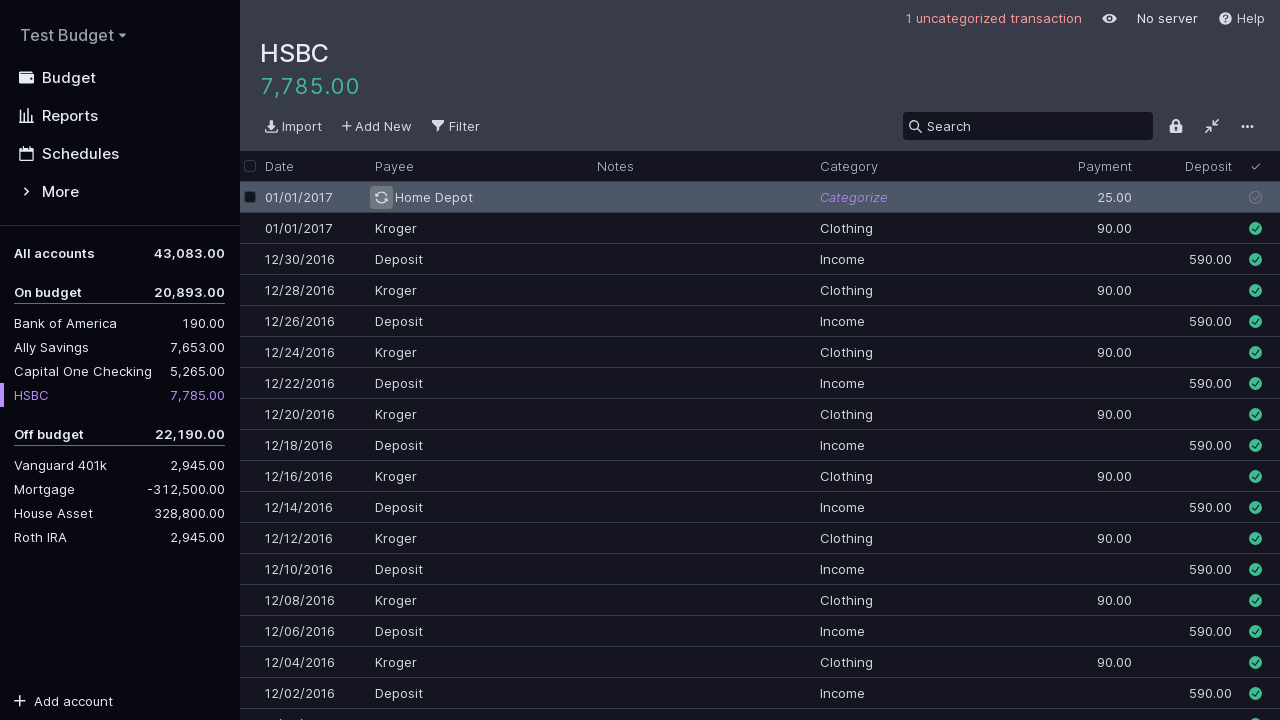 Test Budget
Budget
Reports
Schedules
More
All accounts 43,083.00
On budget 20,893.00
Bank of America 190.00
Ally Savings 7,653.00
Capital One Checking 5,265.00
HSBC 7,785.00
Off budget 22,190.00
Vanguard 401k 2,945.00
Mortgage -312,500.00
House Asset 328,800.00
Roth IRA 2,945.00
Add account
1 uncategorized transaction No server Help
HSBC
7,785.00
Import Add New Filter Search
Date Payee Notes Category Payment Deposit
01/01/2017 Home Depot Categorize 25.00
01/01/2017 Kroger Clothing 90.00
12/30/2016 Deposit Income 590.00
12/28/2016 Kroger Clothing 90.00
12/26/2016 Deposit Income 590.00
12/24/2016 Kroger Clothing 90.00
12/22/2016 Deposit Income 590.00
12/20/2016 Kroger Clothing 90.00
12/18/2016 Deposit Income 590.00
12/16/2016 Kroger Clothing 90.00
12/14/2016 Deposit Income 590.00
12/12/2016 Kroger Clothing 90.00
12/10/2016 Deposit Income 590.00
12/08/2016 Kroger Clothing 90.00
12/06/2016 Deposit Income 590.00
12/04/2016 Kroger Clothing 90.00
12/02/2016 Deposit Income 590.00